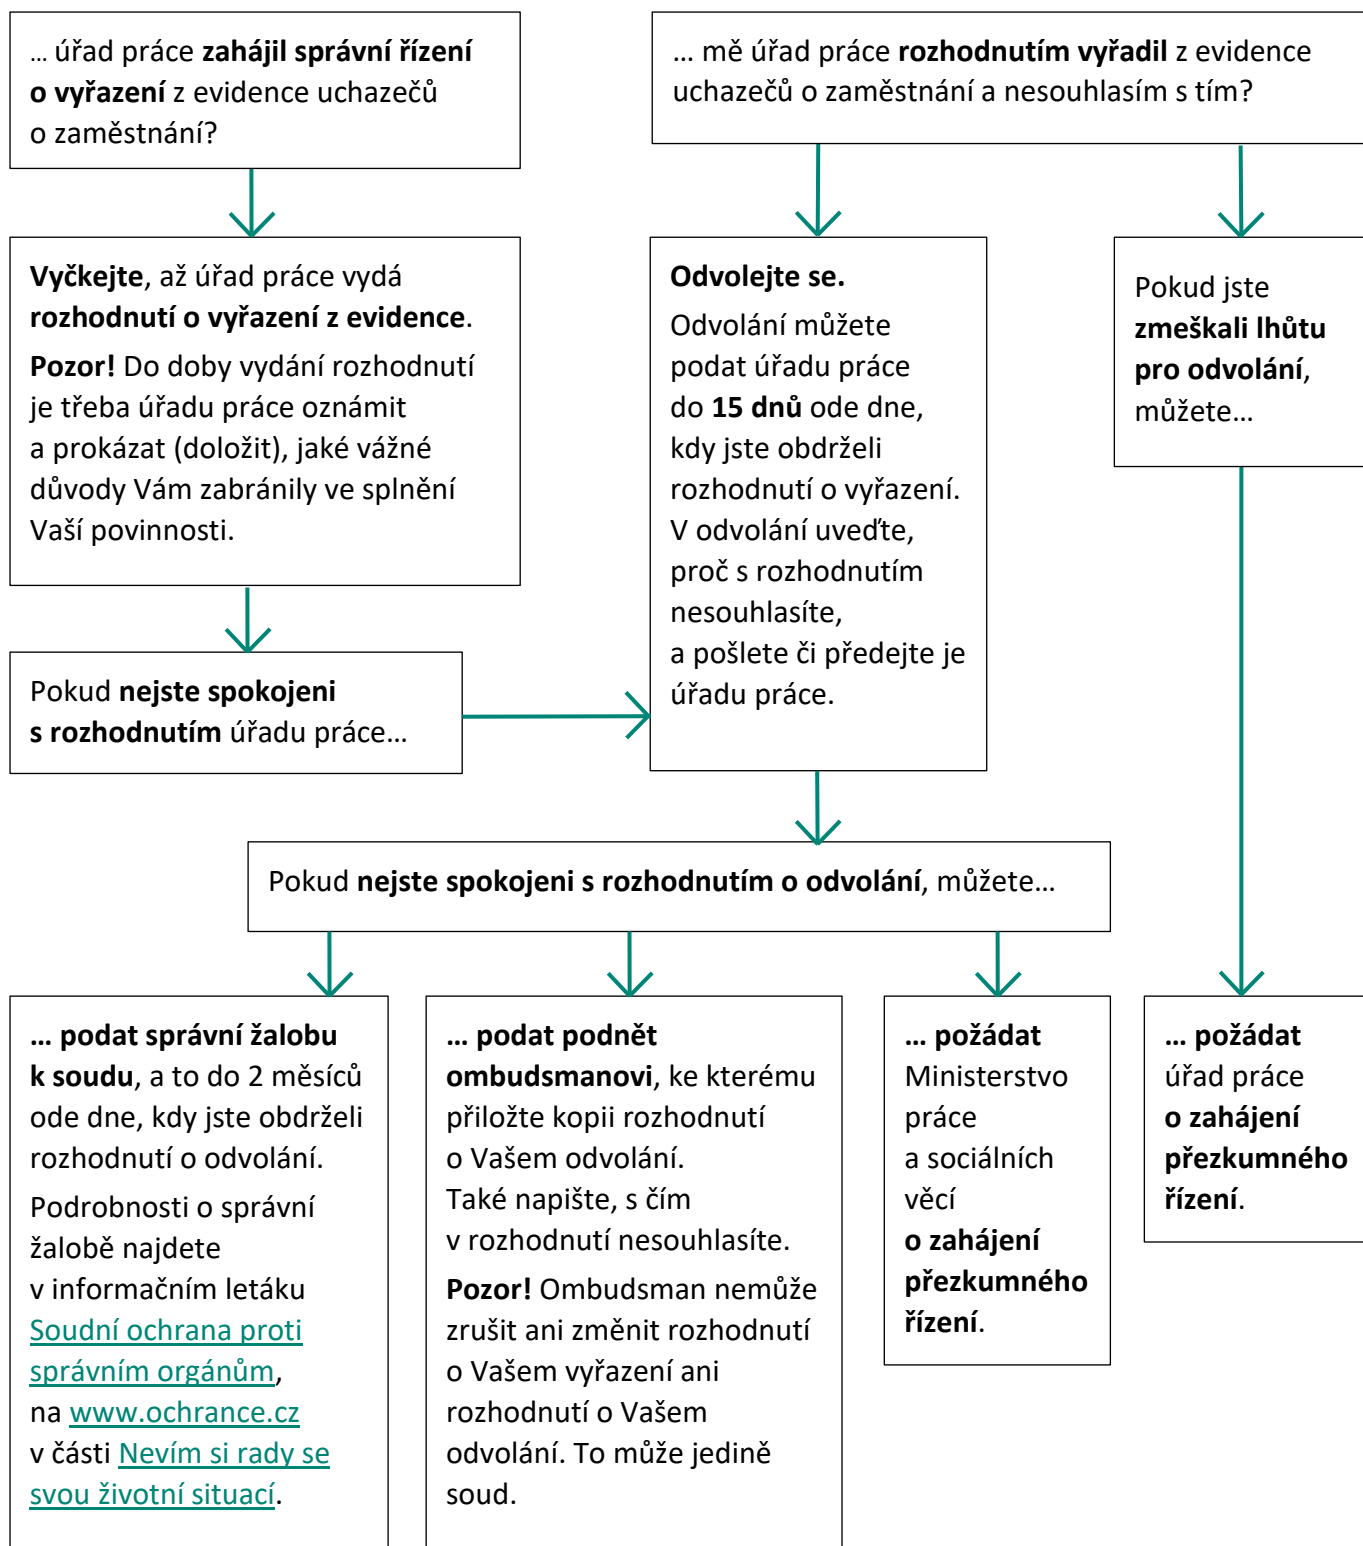 … úřad práce zahájil správní řízení
o vyřazení z evidence uchazečů
o zaměstnání?
… mě úřad práce rozhodnutím vyřadil z evidence
uchazečů o zaměstnání a nesouhlasím s tím?
Vyčkejte, až úřad práce vydá
rozhodnutí o vyřazení z evidence.
Pozor! Do doby vydání rozhodnutí
je třeba úřadu práce oznámit
a prokázat (doložit), jaké vážné
důvody Vám zabránily ve splnění
Vaší povinnosti.
Odvolejte se.
Odvolání můžete
podat úřadu práce
do 15 dnů ode dne,
kdy jste obdrželi
rozhodnutí o vyřazení.
V odvolání uveďte,
proč s rozhodnutím
nesouhlasíte,
a pošlete či předejte je
úřadu práce.
Pokud jste
zmeškali lhůtu
pro odvolání,
můžete…
Pokud nejste spokojeni
s rozhodnutím úřadu práce…
Pokud nejste spokojeni s rozhodnutím o odvolání, můžete…
… podat správní žalobu
k soudu, a to do 2 měsíců
ode dne, kdy jste obdrželi
rozhodnutí o odvolání.
Podrobnosti o správní
žalobě najdete
v informačním letáku
Soudní ochrana proti
správním orgánům,
na www.ochrance.cz
v části Nevím si rady se
svou životní situací.
… podat podnět
ombudsmanovi, ke kterému
přiložte kopii rozhodnutí
o Vašem odvolání.
Také napište, s čím
v rozhodnutí nesouhlasíte.
Pozor! Ombudsman nemůže
zrušit ani změnit rozhodnutí
o Vašem vyřazení ani
rozhodnutí o Vašem
odvolání. To může jedině
soud.
… požádat
Ministerstvo
práce
a sociálních
věcí
o zahájení
přezkumného
řízení.
… požádat
úřad práce
o zahájení
přezkumného
řízení.